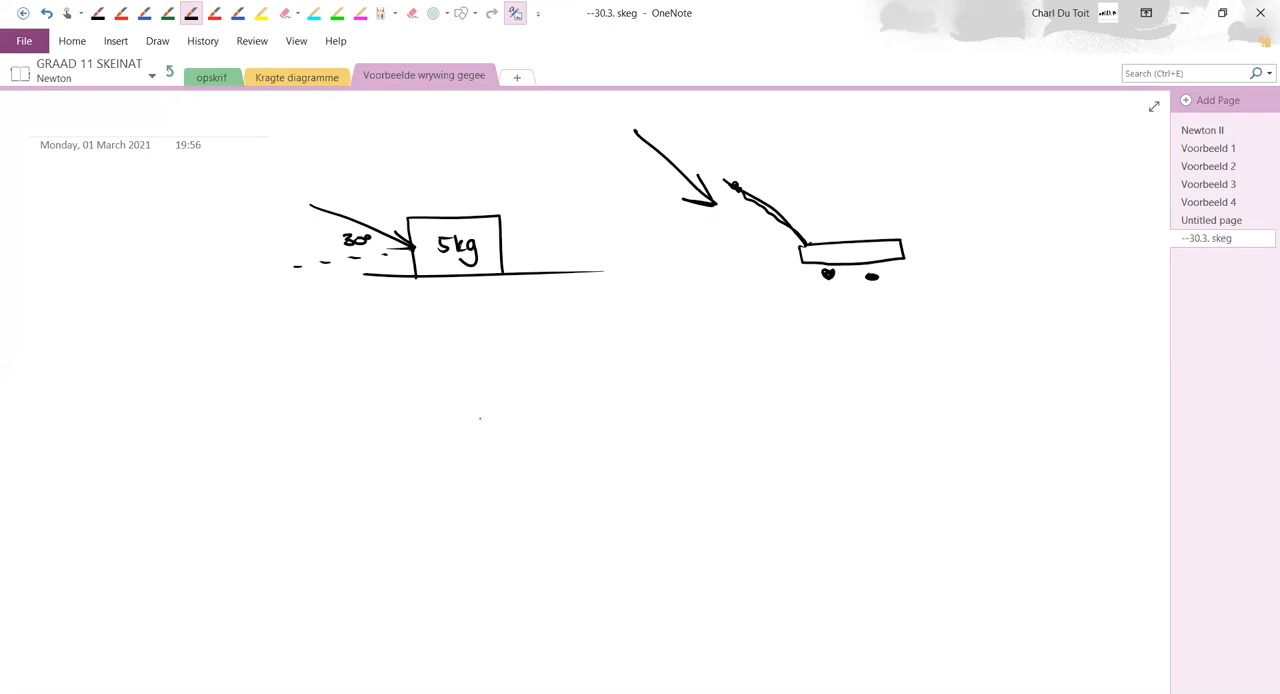 --30.3. skeg - OneNote
Charl Du Toit
File Home Insert Draw History Review View Help
GRAAD 11 SKEINAT
Newton
opskrif
Kragte diagramme
Voorbeelde wrywing gegee
+
Search (Ctrl+E)
Add Page
Monday, 01 March 2021 19:56
30°
5kg
Newton II
Voorbeeld 1
Voorbeeld 2
Voorbeeld 3
Voorbeeld 4
Untitled page
--30.3. skeg